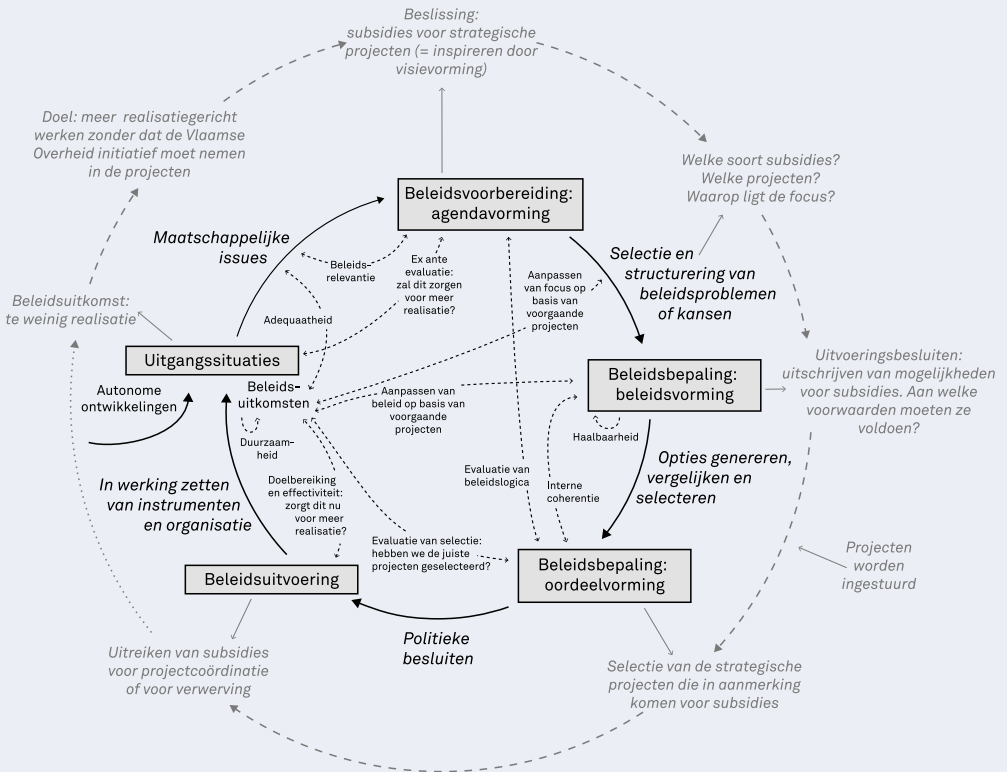 Beslissing:
subsidies voor strategische
projecten (= inspireren door
visievorming)
Doel: meer realisatiegericht
werken zonder dat de Vlaamse
Overheid initiatief moet nemen
in de projecten
Welke soort subsidies?
Welke projecten?
Waarop ligt de focus?
Beleidsvoorbereiding:
agendavorming
Maatschappelijke
issues
Beleids-
relevantie
Ex ante
evaluatie:
zal dit zorgen
voor meer
realisatie?
Aanpassen
van focus op
basis van
voorgaande
projecten
Selectie en
structurering van
beleidsproblemen
of kansen
Beleidsuitkomst:
te weinig realisatie
Adequaatheid
Uitgangssituaties
Autonome
ontwikkelingen
Beleids-
uitkomsten
Duurzaam-
heid
Aanpassen van
beleid op basis van
voorgaande
projecten
Beleidsbepaling:
beleidsvorming
Haalbaarheid
Uitvoeringsbesluiten:
uitschrijven van mogelijkheden
voor subsidies. Aan welke
voorwaarden moeten ze
voldoen?
In werking zetten
van instrumenten
en organisatie
Doelbereiking
en effectiviteit:
zorgt dit nu
voor meer
realisatie?
Evaluatie van
beleidslogica
Interne
coherentie
Opties genereren,
vergelijken en
selecteren
Evaluatie van selectie:
hebben we de juiste
projecten geselecteerd?
Projecten
worden
ingestuurd
Beleidsuitvoering
Beleidsbepaling:
oordeelvorming
Politieke
besluiten
Uitreiken van subsidies
voor projectcoördinatie
of voor verwerving
Selectie van de strategische
projecten die in aanmerking
komen voor subsidies